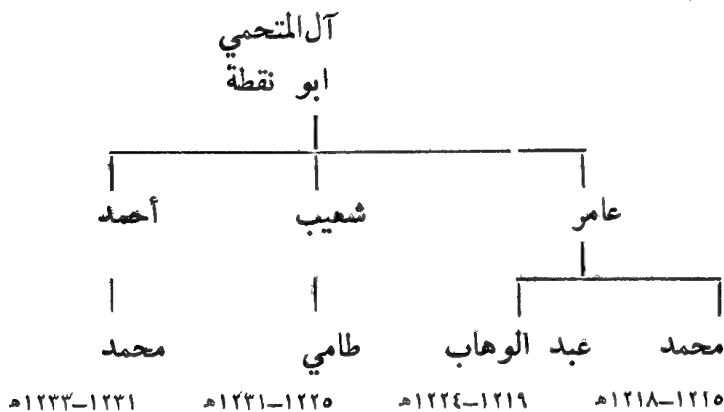 آل المتحمي
ابو نقطة
عامر شعيب أحمد
محمد عبد الوهاب طامي محمد
١٢١٥–١٢١٨هـ ١٢١٩–١٢٢٤هـ ١٢٢٥–١٢٣١هـ ١٢٣١–١٢٣٣هـ